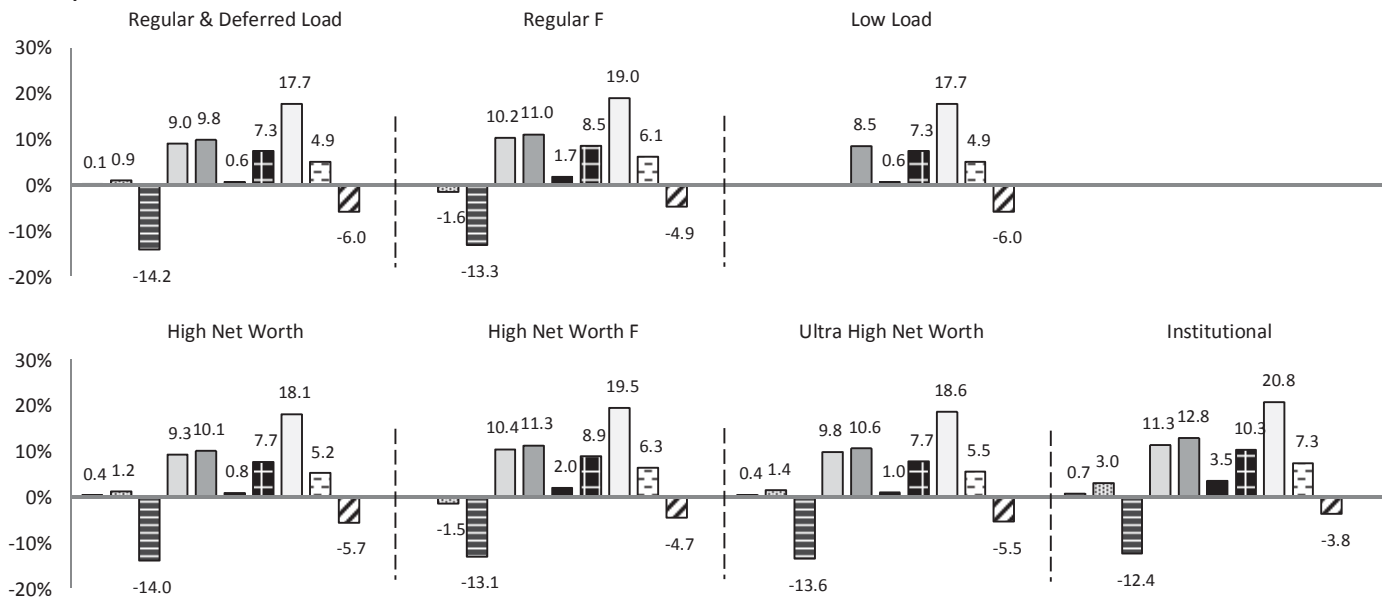 Regular & Deferred Load Regular F Low Load
30%
20%
10%
0%
-10%
-20%
0.1 0.9 -14.2 9.0 9.8 0.6 7.3 17.7 4.9 -6.0
-1.6 -13.3 10.2 11.0 1.7 8.5 19.0 6.1 -4.9
8.5 0.6 7.3 17.7 4.9 -6.0
High Net Worth High Net Worth F Ultra High Net Worth Institutional
30%
20%
10%
0%
-10%
-20%
0.4 1.2 -14.0 9.3 10.1 0.8 7.7 18.1 5.2 -5.7
-1.5 -13.1 10.4 11.3 2.0 8.9 19.5 6.3 -4.7
0.4 1.4 -13.6 9.8 10.6 1.0 7.7 18.6 5.5 -5.5
0.7 3.0 -12.4 11.3 12.8 3.5 10.3 20.8 7.3 -3.8